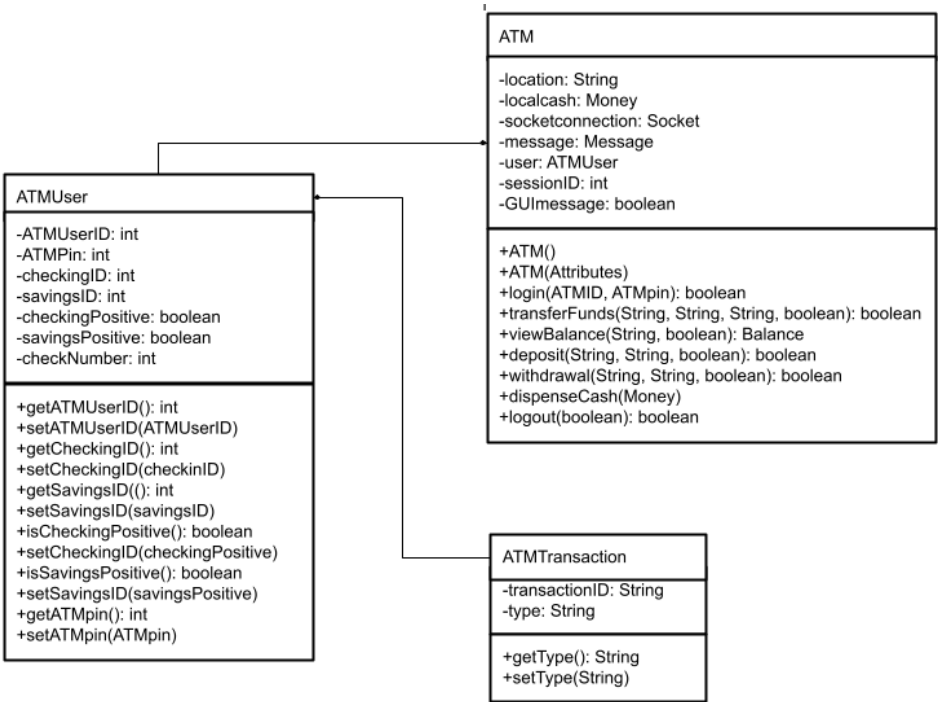 ATM
-location: String
-localcash: Money
-socketconnection: Socket
-message: Message
-user: ATMUser
-sessionID: int
-GUImessage: boolean
+ATM()
+ATM(Attributes)
+login(ATMID, ATMpin): boolean
+transferFunds(String, String, String, boolean): boolean
+viewBalance(String, boolean): Balance
+deposit(String, String, boolean): boolean
+withdrawal(String, String, boolean): boolean
+dispenseCash(Money)
+logout(boolean): boolean
ATMUser
-ATMUserID: int
-ATMPin: int
-checkingID: int
-savingsID: int
-checkingPositive: boolean
-savingsPositive: boolean
-checkNumber: int
+getATMUserID(): int
+setATMUserID(ATMUserID)
+getCheckingID(): int
+setCheckingID(checkinID)
+getSavingsID((): int
+setSavingsID(savingsID)
+isCheckingPositive(): boolean
+setCheckingID(checkingPositive)
+isSavingsPositive(): boolean
+setSavingsID(savingsPositive)
+getATMpin(): int
+setATMpin(ATMpin)
ATMTransaction
-transactionID: String
-type: String
+getType(): String
+setType(String)